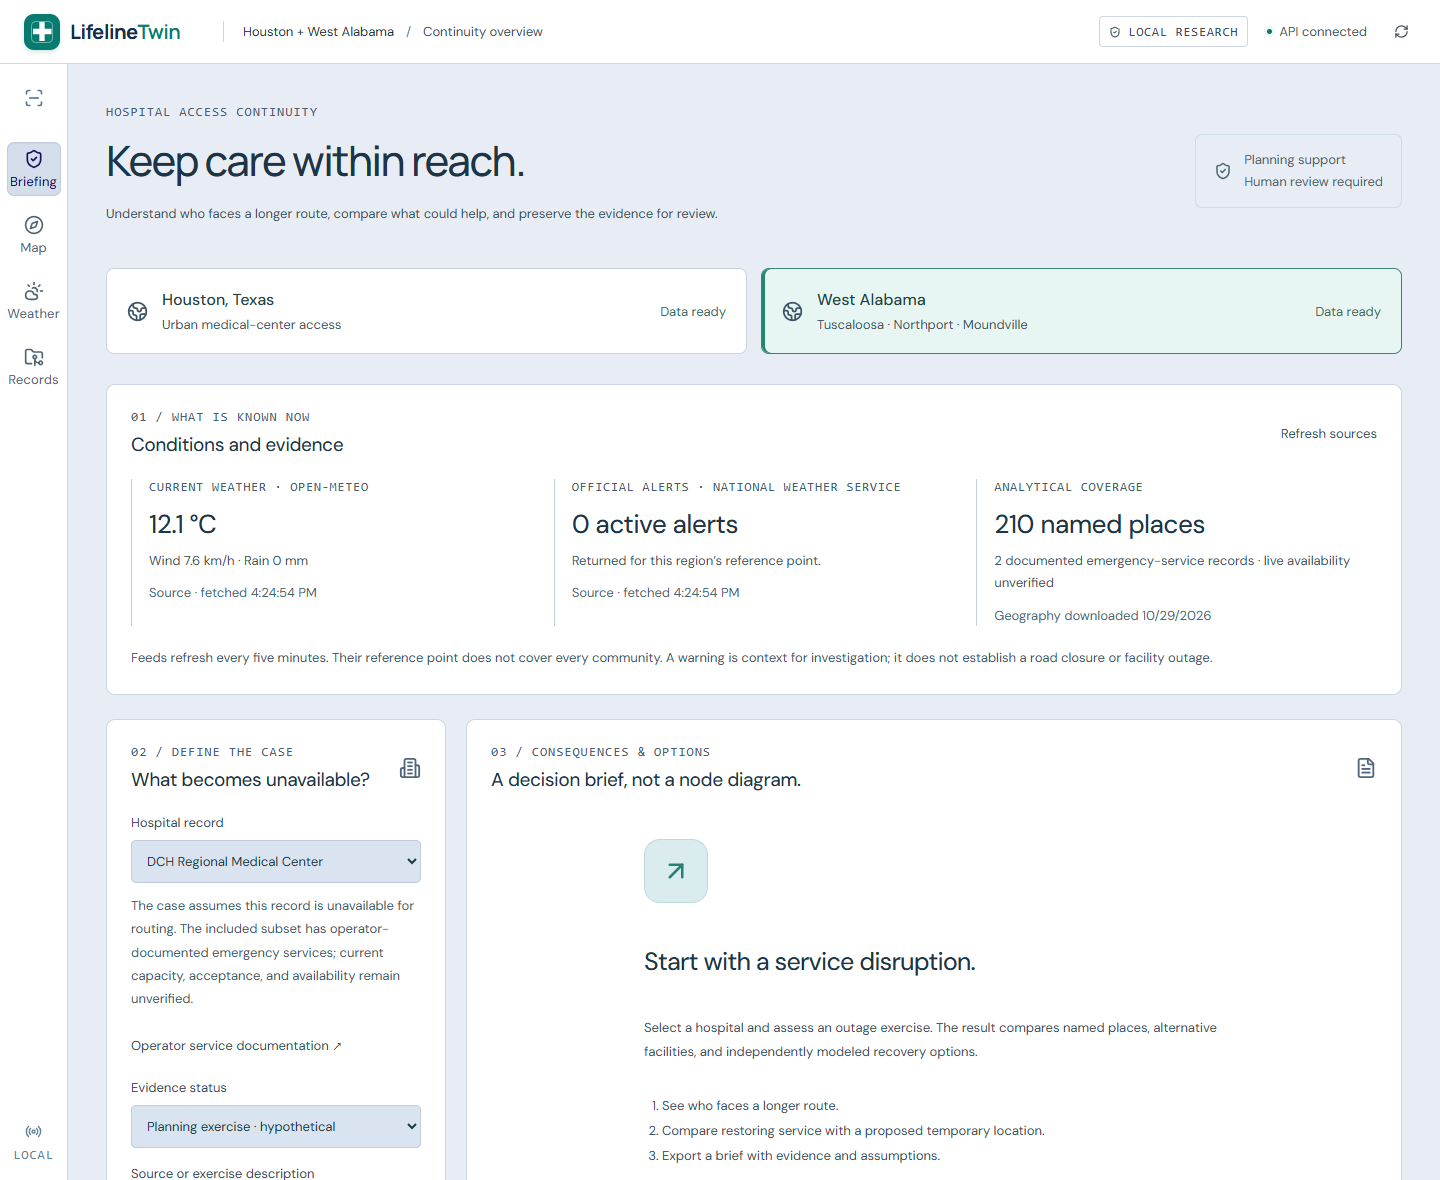 LifelineTwin
Houston + West Alabama / Continuity overview
LOCAL RESEARCH
API connected
Briefing
Map
Weather
Records
LOCAL
HOSPITAL ACCESS CONTINUITY
Keep care within reach.
Understand who faces a longer route, compare what could help, and preserve the evidence for review.
Planning support
Human review required
Houston, Texas
Urban medical-center access
Data ready
West Alabama
Tuscaloosa · Northport · Moundville
Data ready
01 / WHAT IS KNOWN NOW
Conditions and evidence
Refresh sources
CURRENT WEATHER · OPEN-METEO
12.1 °C
Wind 7.6 km/h · Rain 0 mm
Source · fetched 4:24:54 PM
OFFICIAL ALERTS · NATIONAL WEATHER SERVICE
0 active alerts
Returned for this region’s reference point.
Source · fetched 4:24:54 PM
ANALYTICAL COVERAGE
210 named places
2 documented emergency-service records · live availability
unverified
Geography downloaded 10/29/2026
Feeds refresh every five minutes. Their reference point does not cover every community. A warning is context for investigation; it does not establish a road closure or facility outage.
02 / DEFINE THE CASE
What becomes unavailable?
Hospital record
DCH Regional Medical Center
The case assumes this record is unavailable for
routing. The included subset has operator-
documented emergency services; current
capacity, acceptance, and availability remain
unverified.
Operator service documentation ↗
Evidence status
Planning exercise · hypothetical
Source or exercise description
03 / CONSEQUENCES & OPTIONS
A decision brief, not a node diagram.
Start with a service disruption.
Select a hospital and assess an outage exercise. The result compares named places, alternative
facilities, and independently modeled recovery options.
1. See who faces a longer route.
2. Compare restoring service with a proposed temporary location.
3. Export a brief with evidence and assumptions.